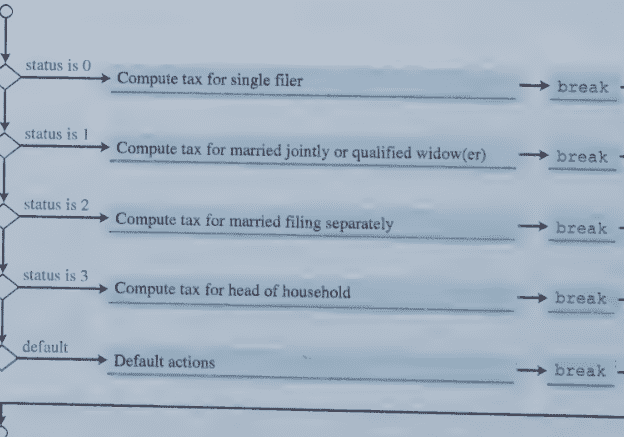 status is 0
Compute tax for single filer
break
status is 1
Compute tax for married jointly or qualified widow(er)
break
status is 2
Compute tax for married filing separately
break
status is 3
Compute tax for head of household
break
default
Default actions
break